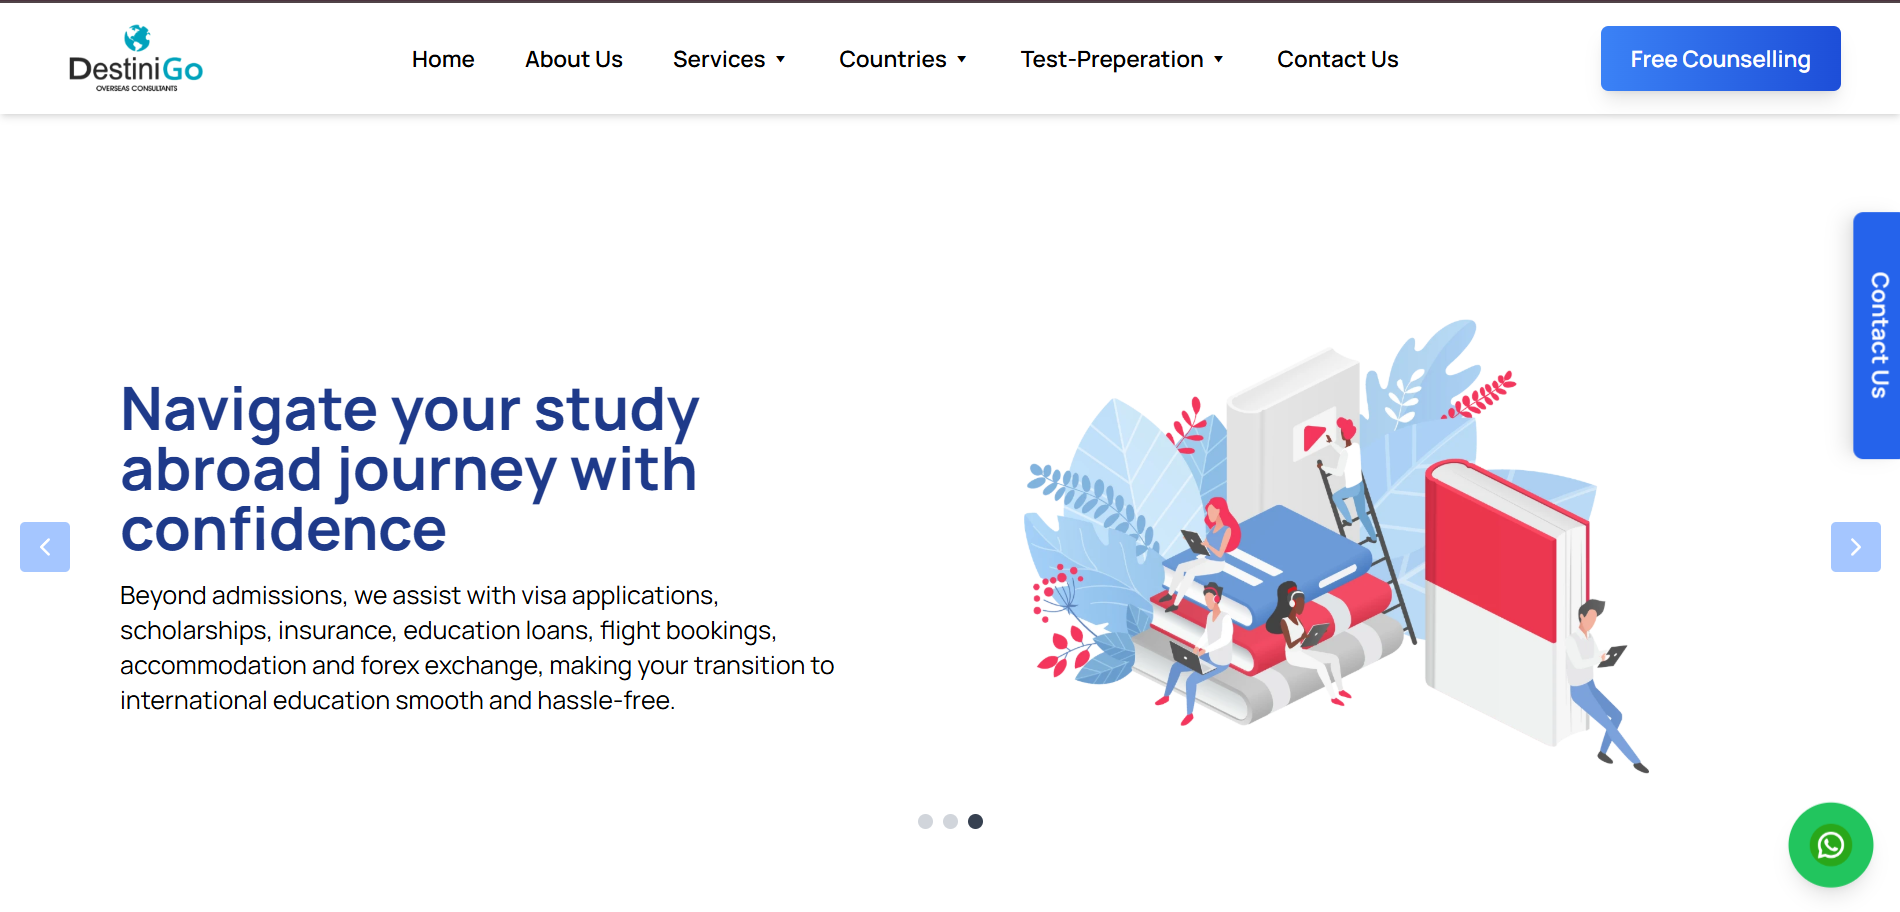 DestiniGo
OVERSEAS CONSULTANTS
Home
About Us
Services
Countries
Test-Preperation
Contact Us
Free Counselling
Contact Us
Navigate your study
abroad journey with
confidence
Beyond admissions, we assist with visa applications,
scholarships, insurance, education loans, flight bookings,
accommodation and forex exchange, making your transition to
international education smooth and hassle-free.